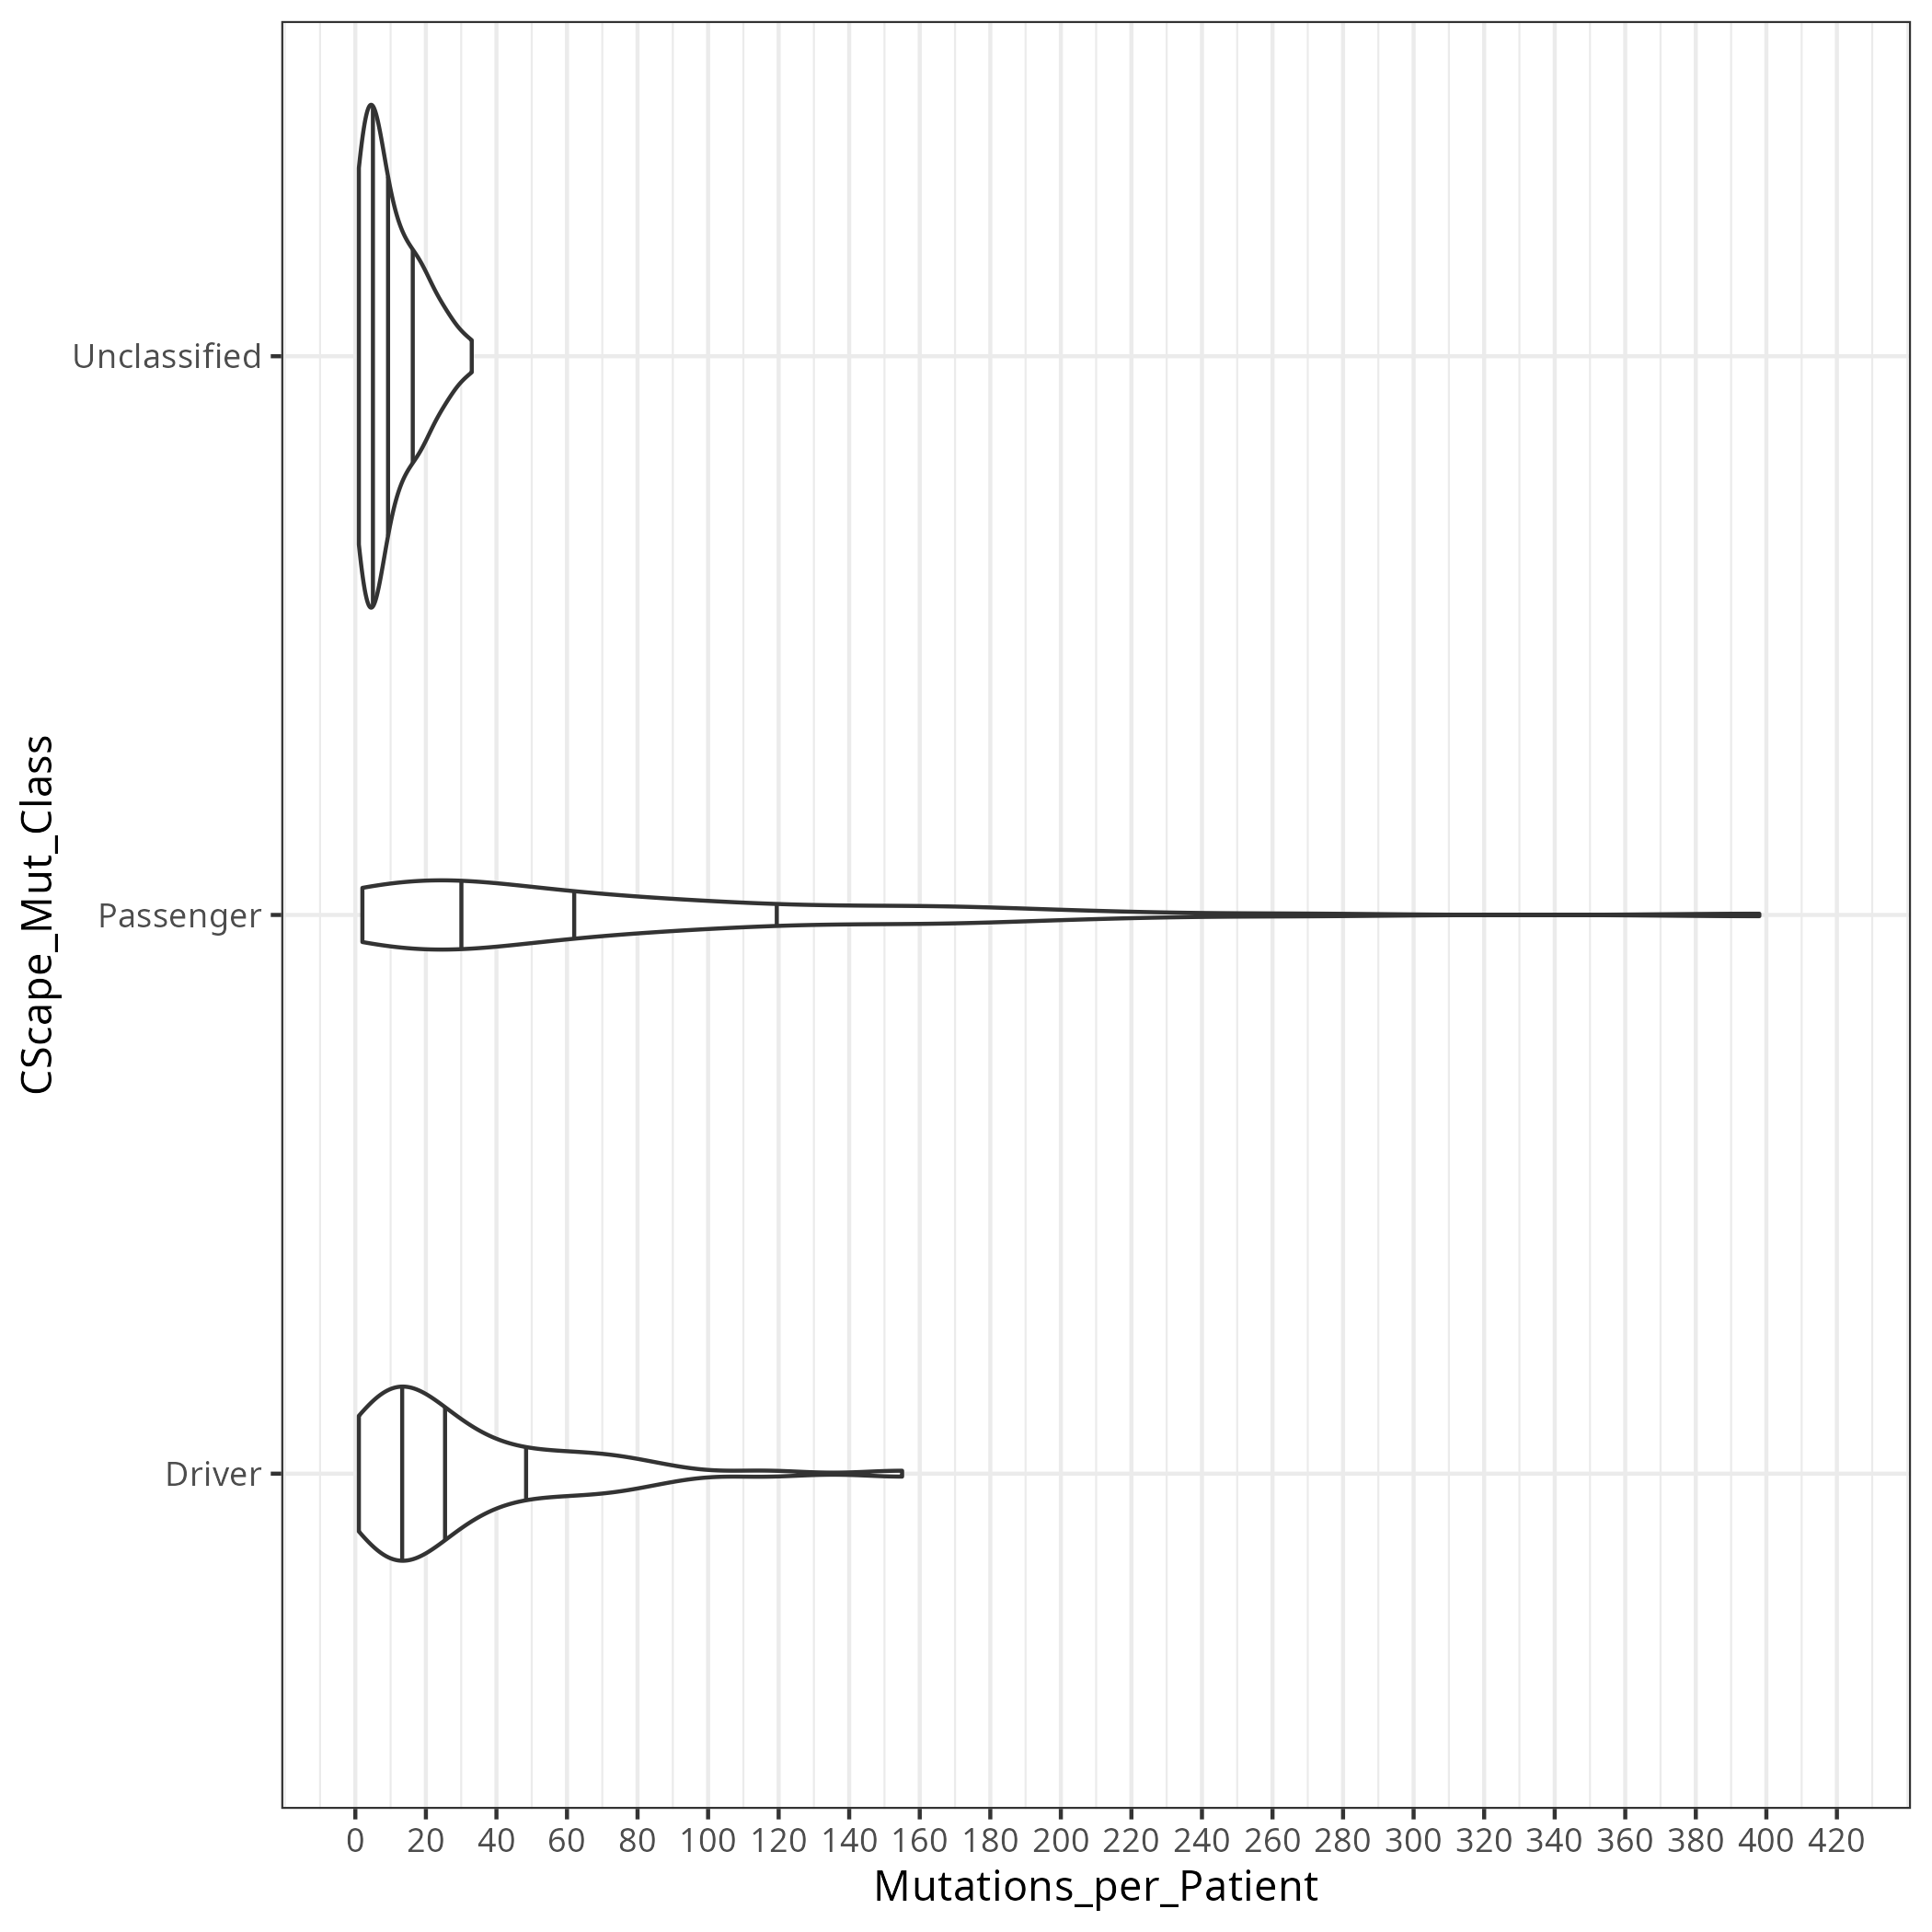 CScape_Mut_Class
Unclassified
Passenger
Driver
0 20 40 60 80 100 120 140 160 180 200 220 240 260 280 300 320 340 360 380 400 420
Mutations_per_Patient